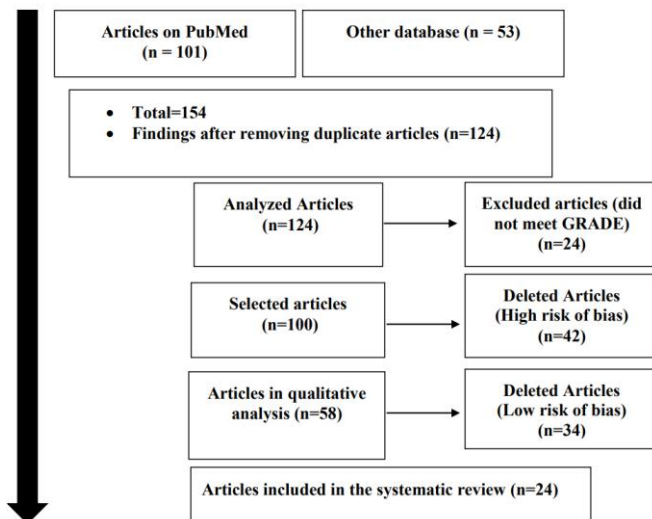 Articles on PubMed
(n = 101)
Other database (n = 53)
• Total=154
• Findings after removing duplicate articles (n=124)
Analyzed Articles
(n=124)
Excluded articles (did
not meet GRADE)
(n=24)
Selected articles
(n=100)
Deleted Articles
(High risk of bias)
(n=42)
Articles in qualitative
analysis (n=58)
Deleted Articles
(Low risk of bias)
(n=34)
Articles included in the systematic review (n=24)